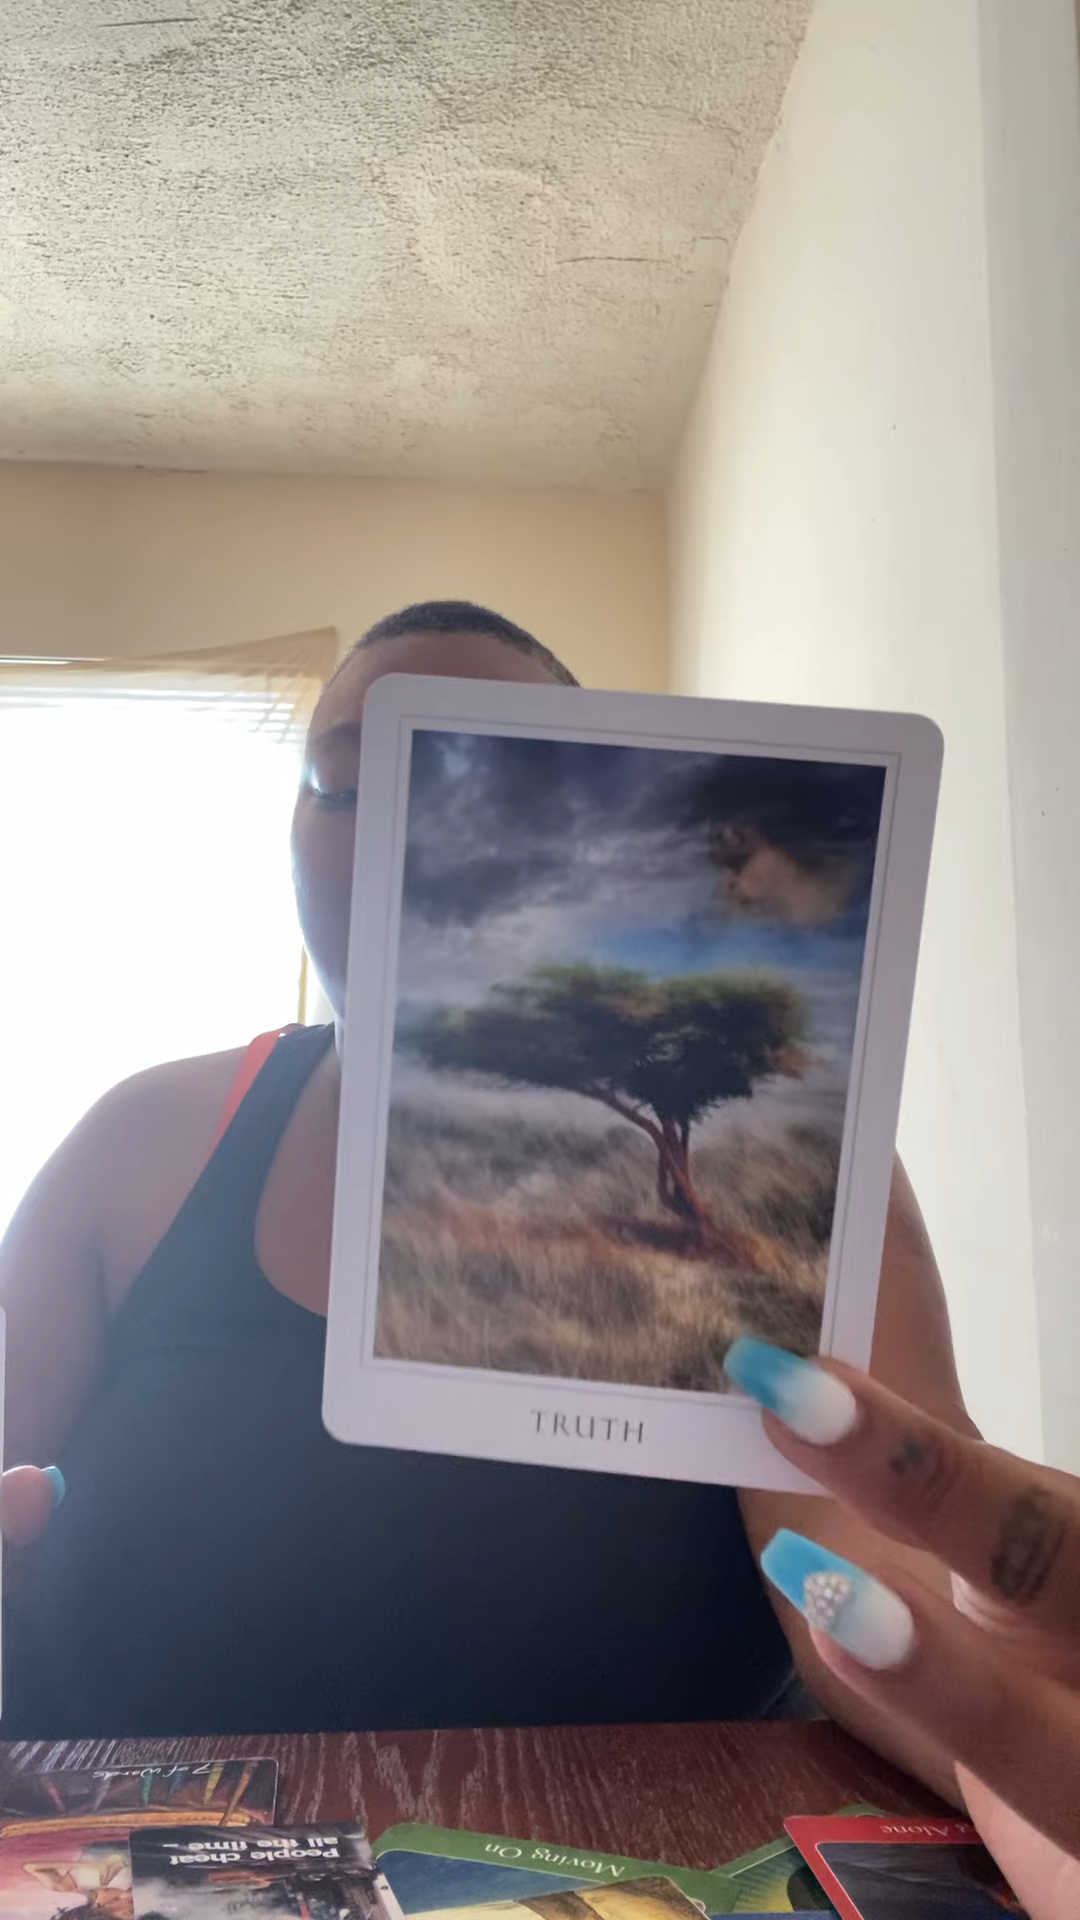 TRUTH
7 of Wands
People cheat
all the time –
Moving On
Alone